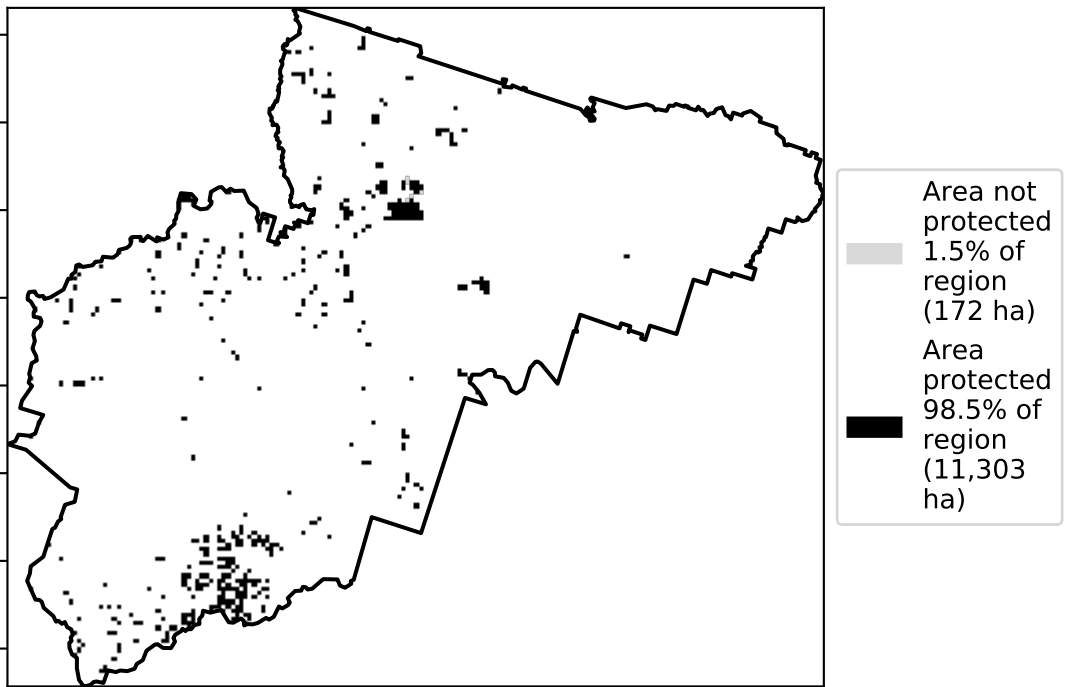 Area not
protected
1.5% of
region
(172 ha)
Area
protected
98.5% of
region
(11,303
ha)